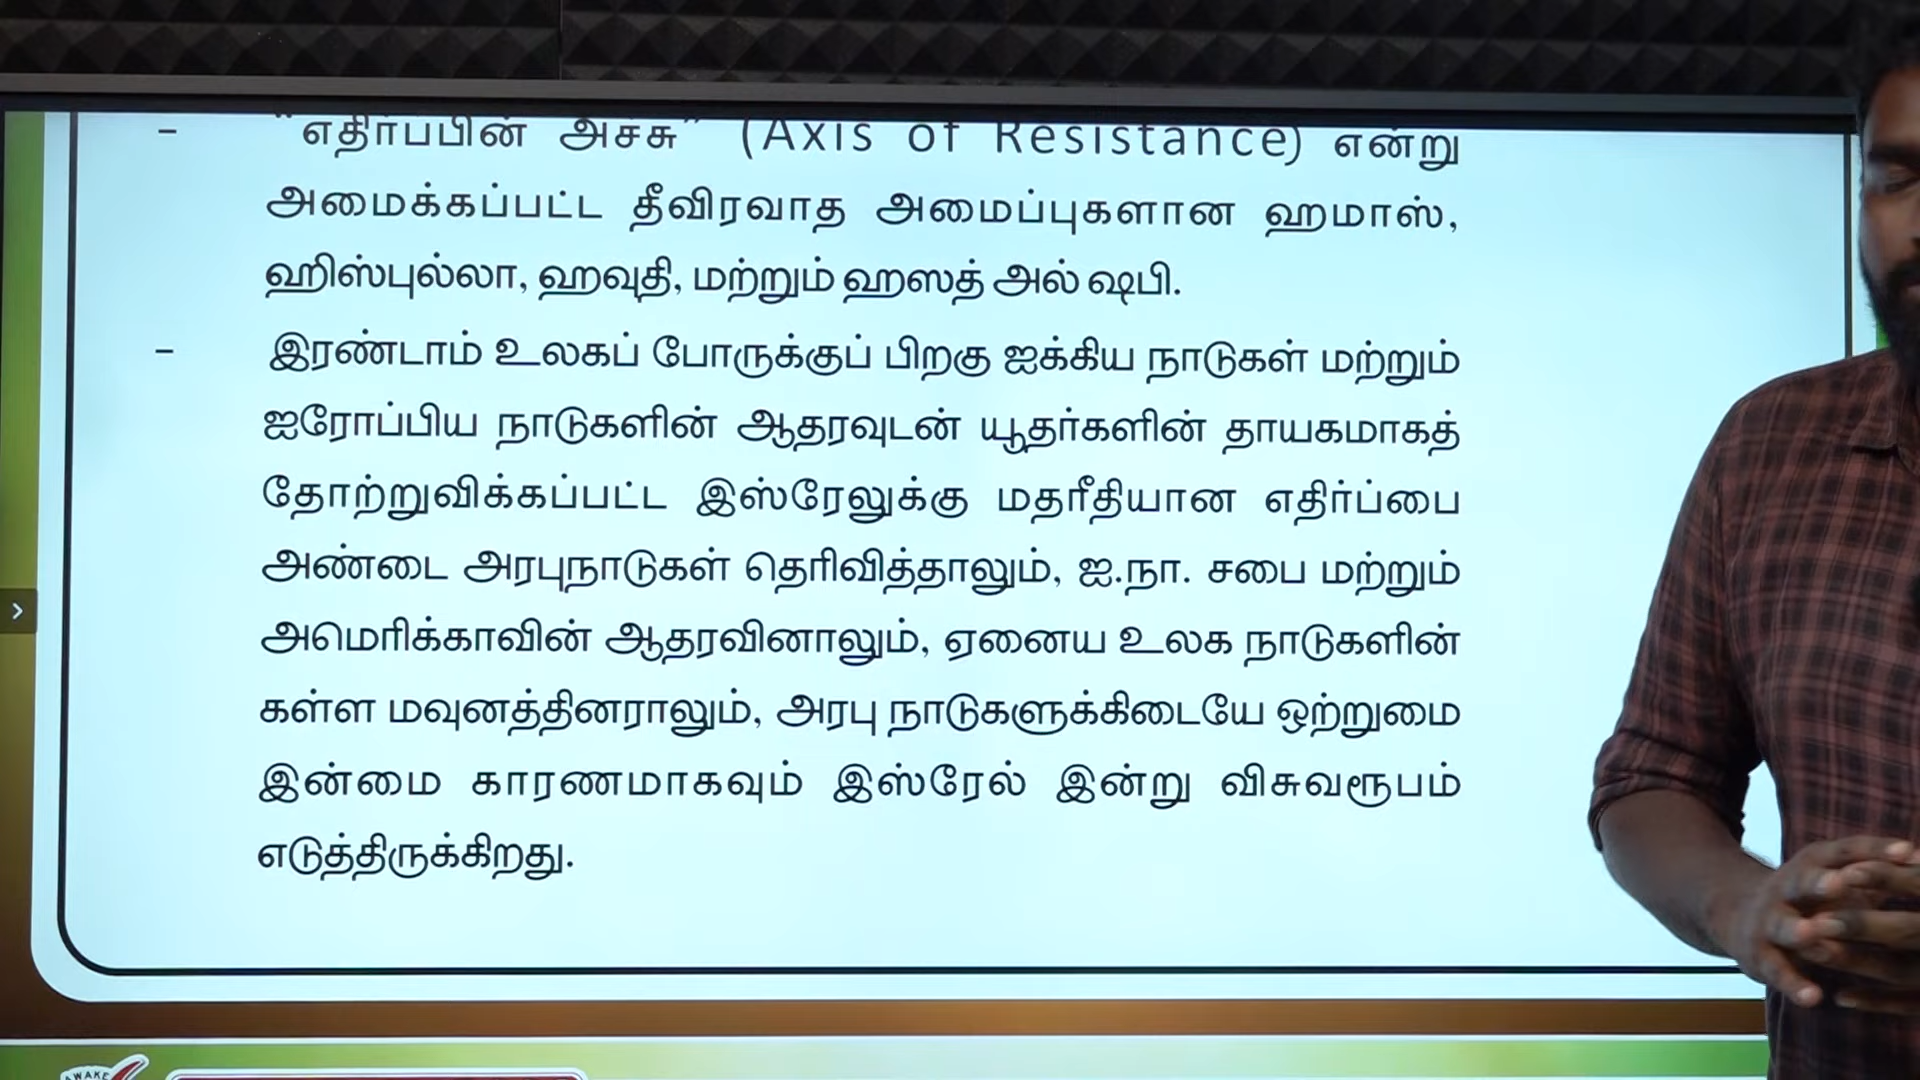 - "எதிர்ப்பின் அச்சு" (Axis of Resistance) என்று
அமைக்கப்பட்ட தீவிரவாத அமைப்புகளான ஹமாஸ்,
ஹிஸ்புல்லா, ஹவுதி, மற்றும் ஹஸத் அல் ஷபி.
- இரண்டாம் உலகப் போருக்குப் பிறகு ஐக்கிய நாடுகள் மற்றும்
ஐரோப்பிய நாடுகளின் ஆதரவுடன் யூதர்களின் தாயகமாகத்
தோற்றுவிக்கப்பட்ட இஸ்ரேலுக்கு மதரீதியான எதிர்ப்பை
அண்டை அரபுநாடுகள் தெரிவித்தாலும், ஐ.நா. சபை மற்றும்
அமெரிக்காவின் ஆதரவினாலும், ஏனைய உலக நாடுகளின்
கள்ள மவுனத்தினராலும், அரபு நாடுகளுக்கிடையே ஒற்றுமை
இன்மை காரணமாகவும் இஸ்ரேல் இன்று விசுவரூபம்
எடுத்திருக்கிறது.
AWAKE